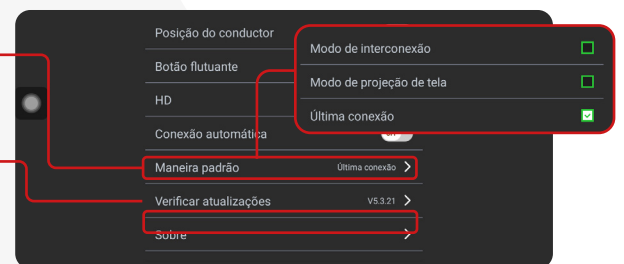 Posição do conductor
Botão flutuante
HD
Conexão automática
Maneira padrão Última conexão
Verificar atualizações V5.3.21
Sobre
Modo de interconexão
Modo de projeção de tela
Última conexão